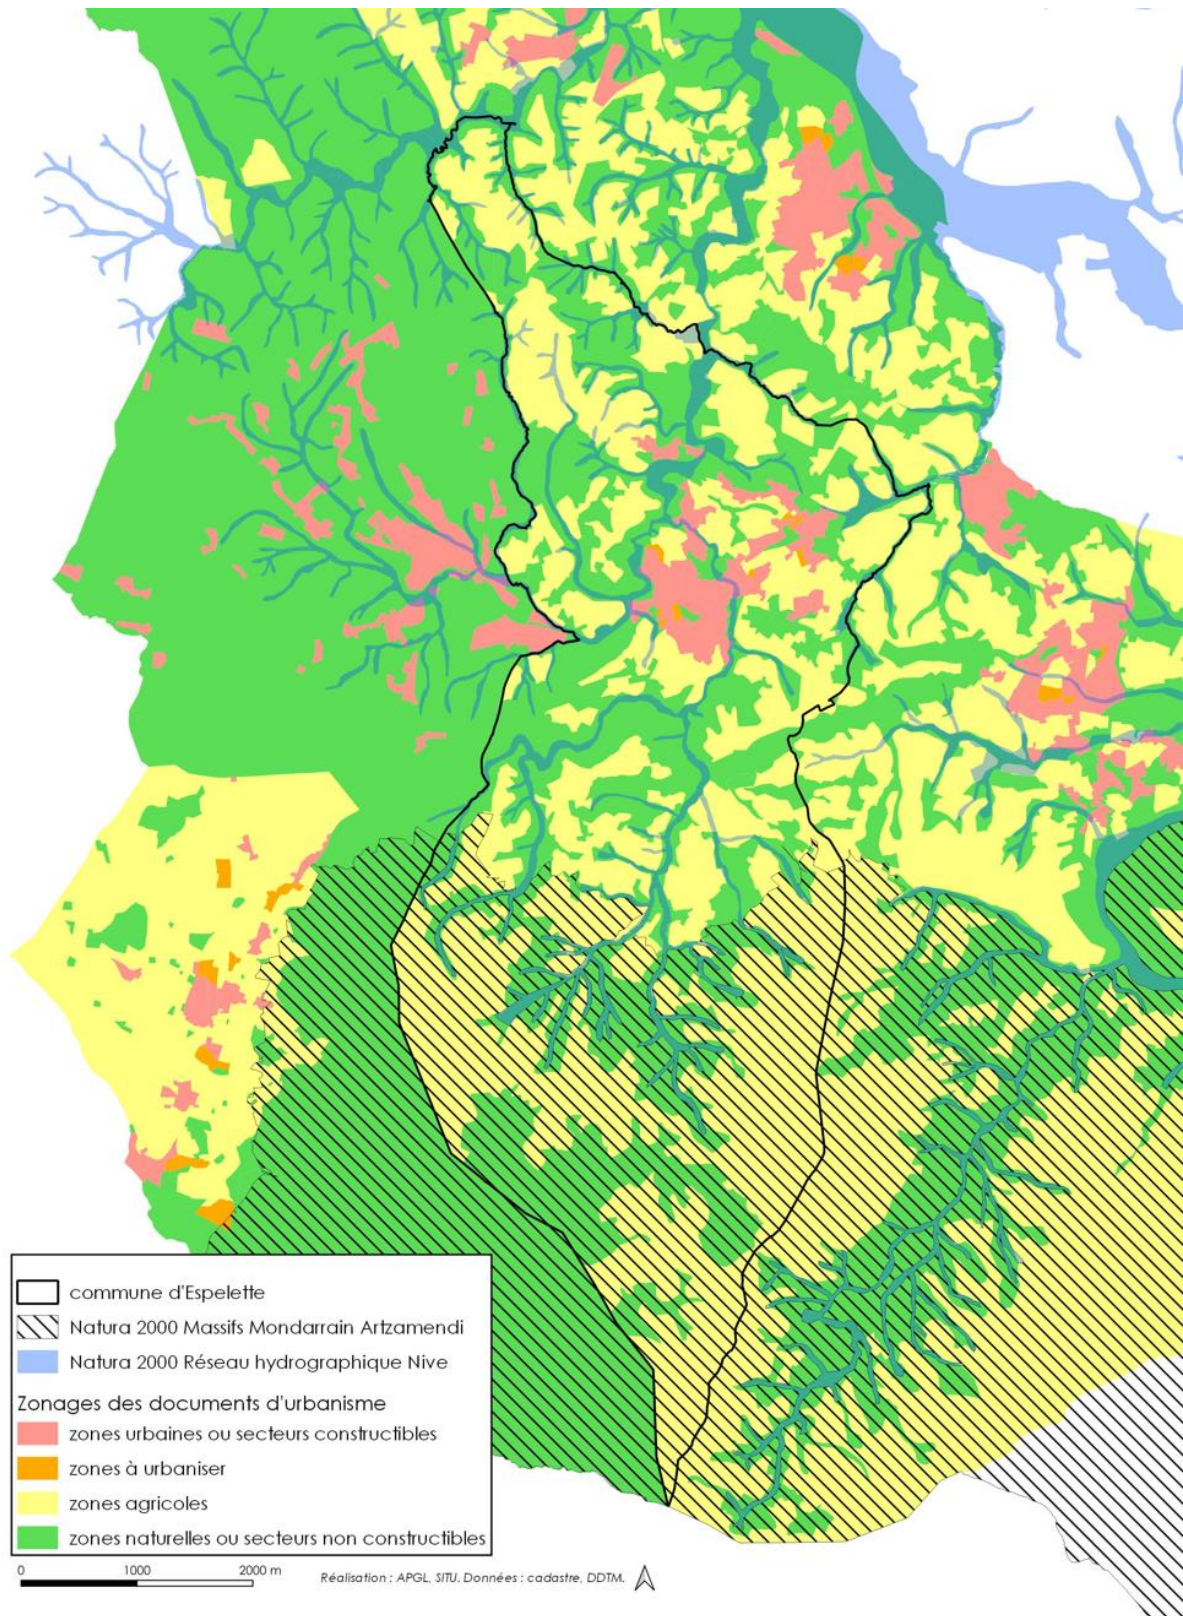 commune d'Espelette
Natura 2000 Massifs Mondarrain Artzamendi
Natura 2000 Réseau hydrographique Nive
Zonages des documents d'urbanisme
zones urbaines ou secteurs constructibles
zones à urbaniser
zones agricoles
zones naturelles ou secteurs non constructibles
0 1000 2000 m
Réalisation : APGL, SITU. Données : cadastre, DDTM.